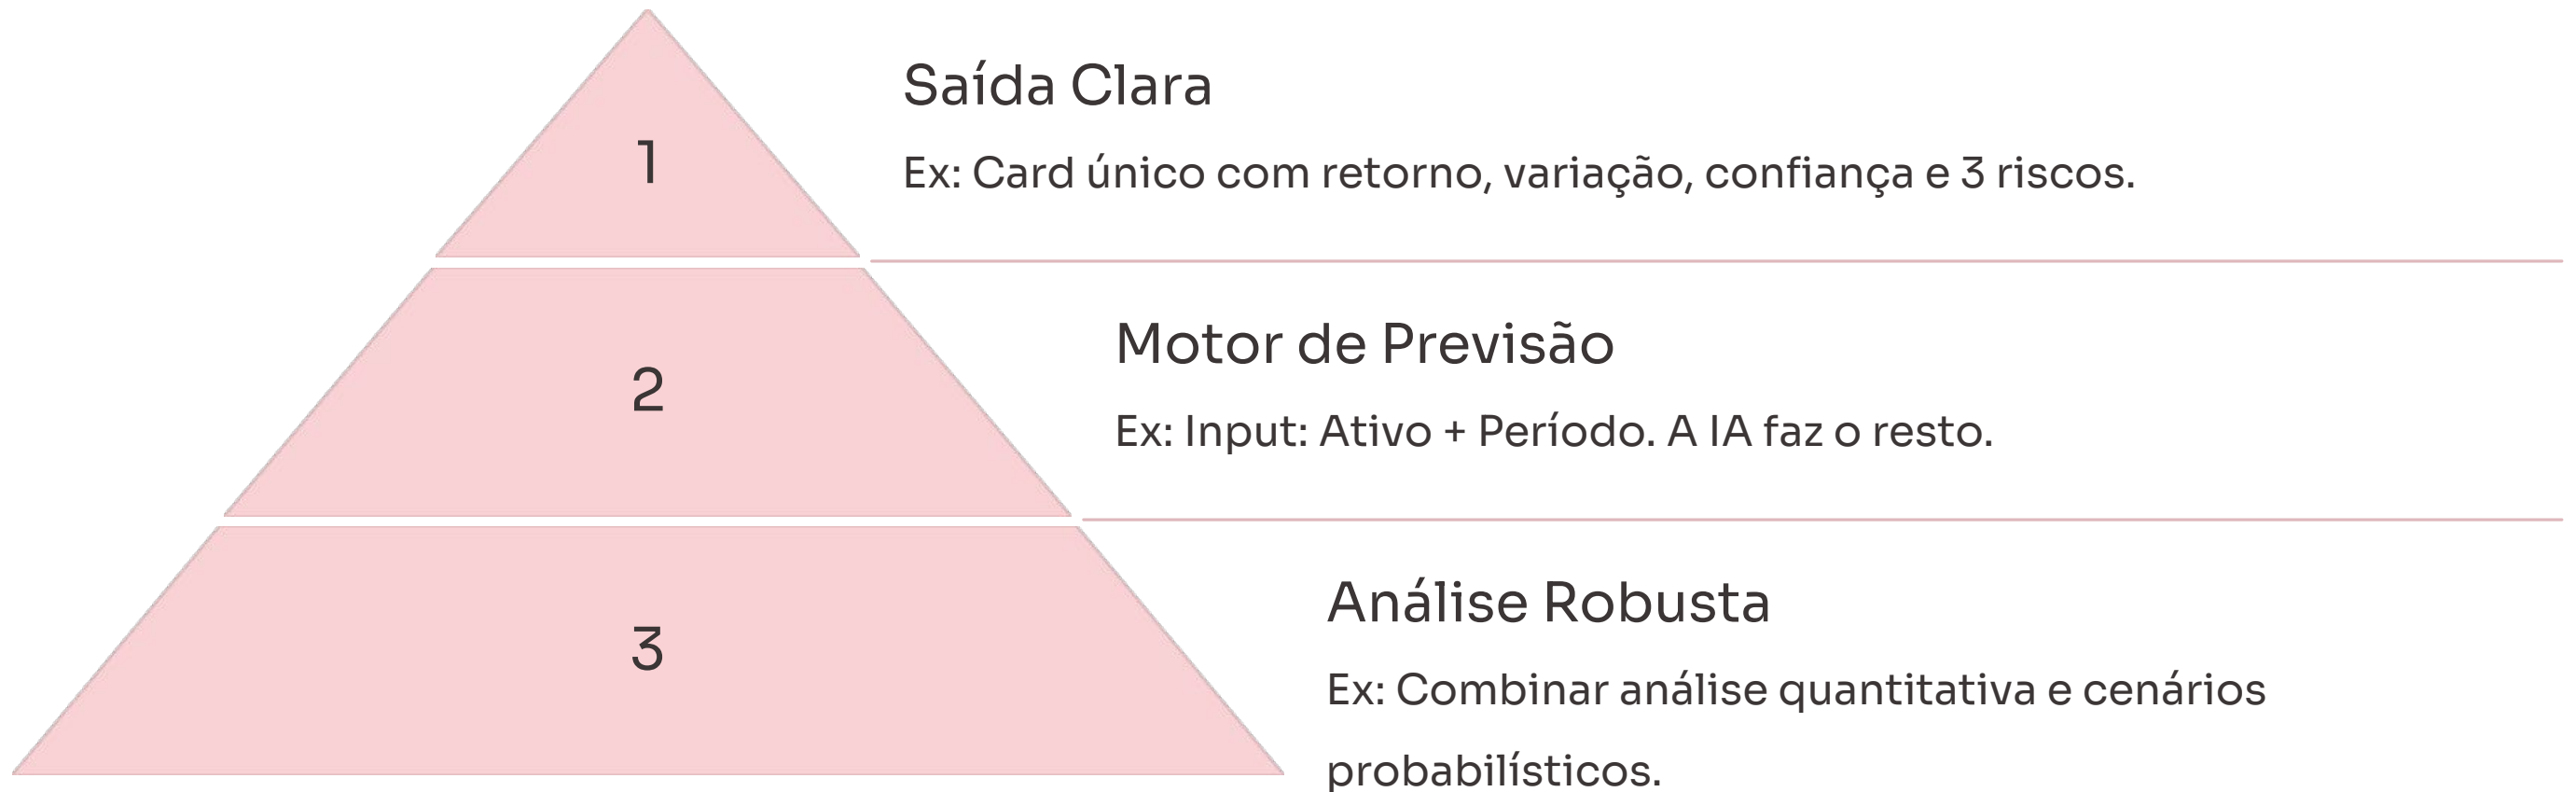 1
Saída Clara
Ex: Card único com retorno, variação, confiança e 3 riscos.
2
Motor de Previsão
Ex: Input: Ativo + Período. A IA faz o resto.
3
Análise Robusta
Ex: Combinar análise quantitativa e cenários
probabilísticos.